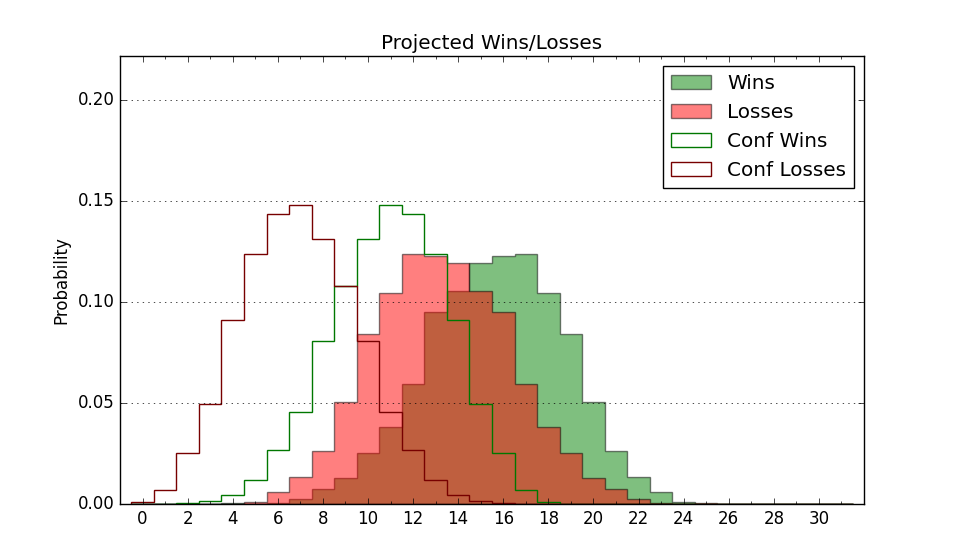 Projected Wins/Losses
Wins
Losses
Conf Wins
Conf Losses
Probability
0.20
0.15
0.10
0.05
0.00
0 2 4 6 8 10 12 14 16 18 20 22 24 26 28 30